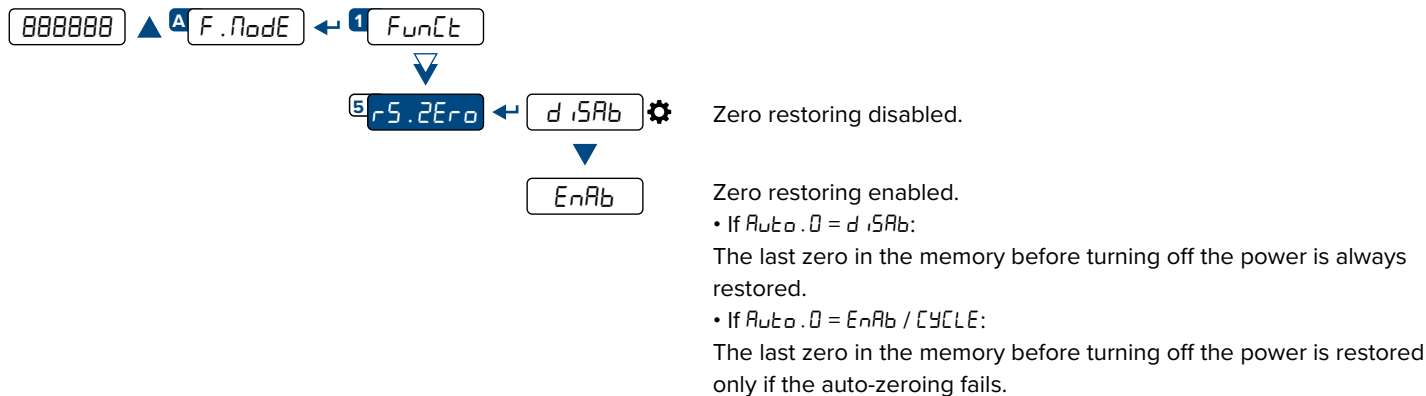 888888 A F.ModE 1 FunCt
5 rS.ZEro diSAb Zero restoring disabled.
EnAb Zero restoring enabled.
• If Auto.0 = diSAb:
The last zero in the memory before turning off the power is always
restored.
• If Auto.0 = EnAb / CYCLE:
The last zero in the memory before turning off the power is restored
only if the auto-zeroing fails.